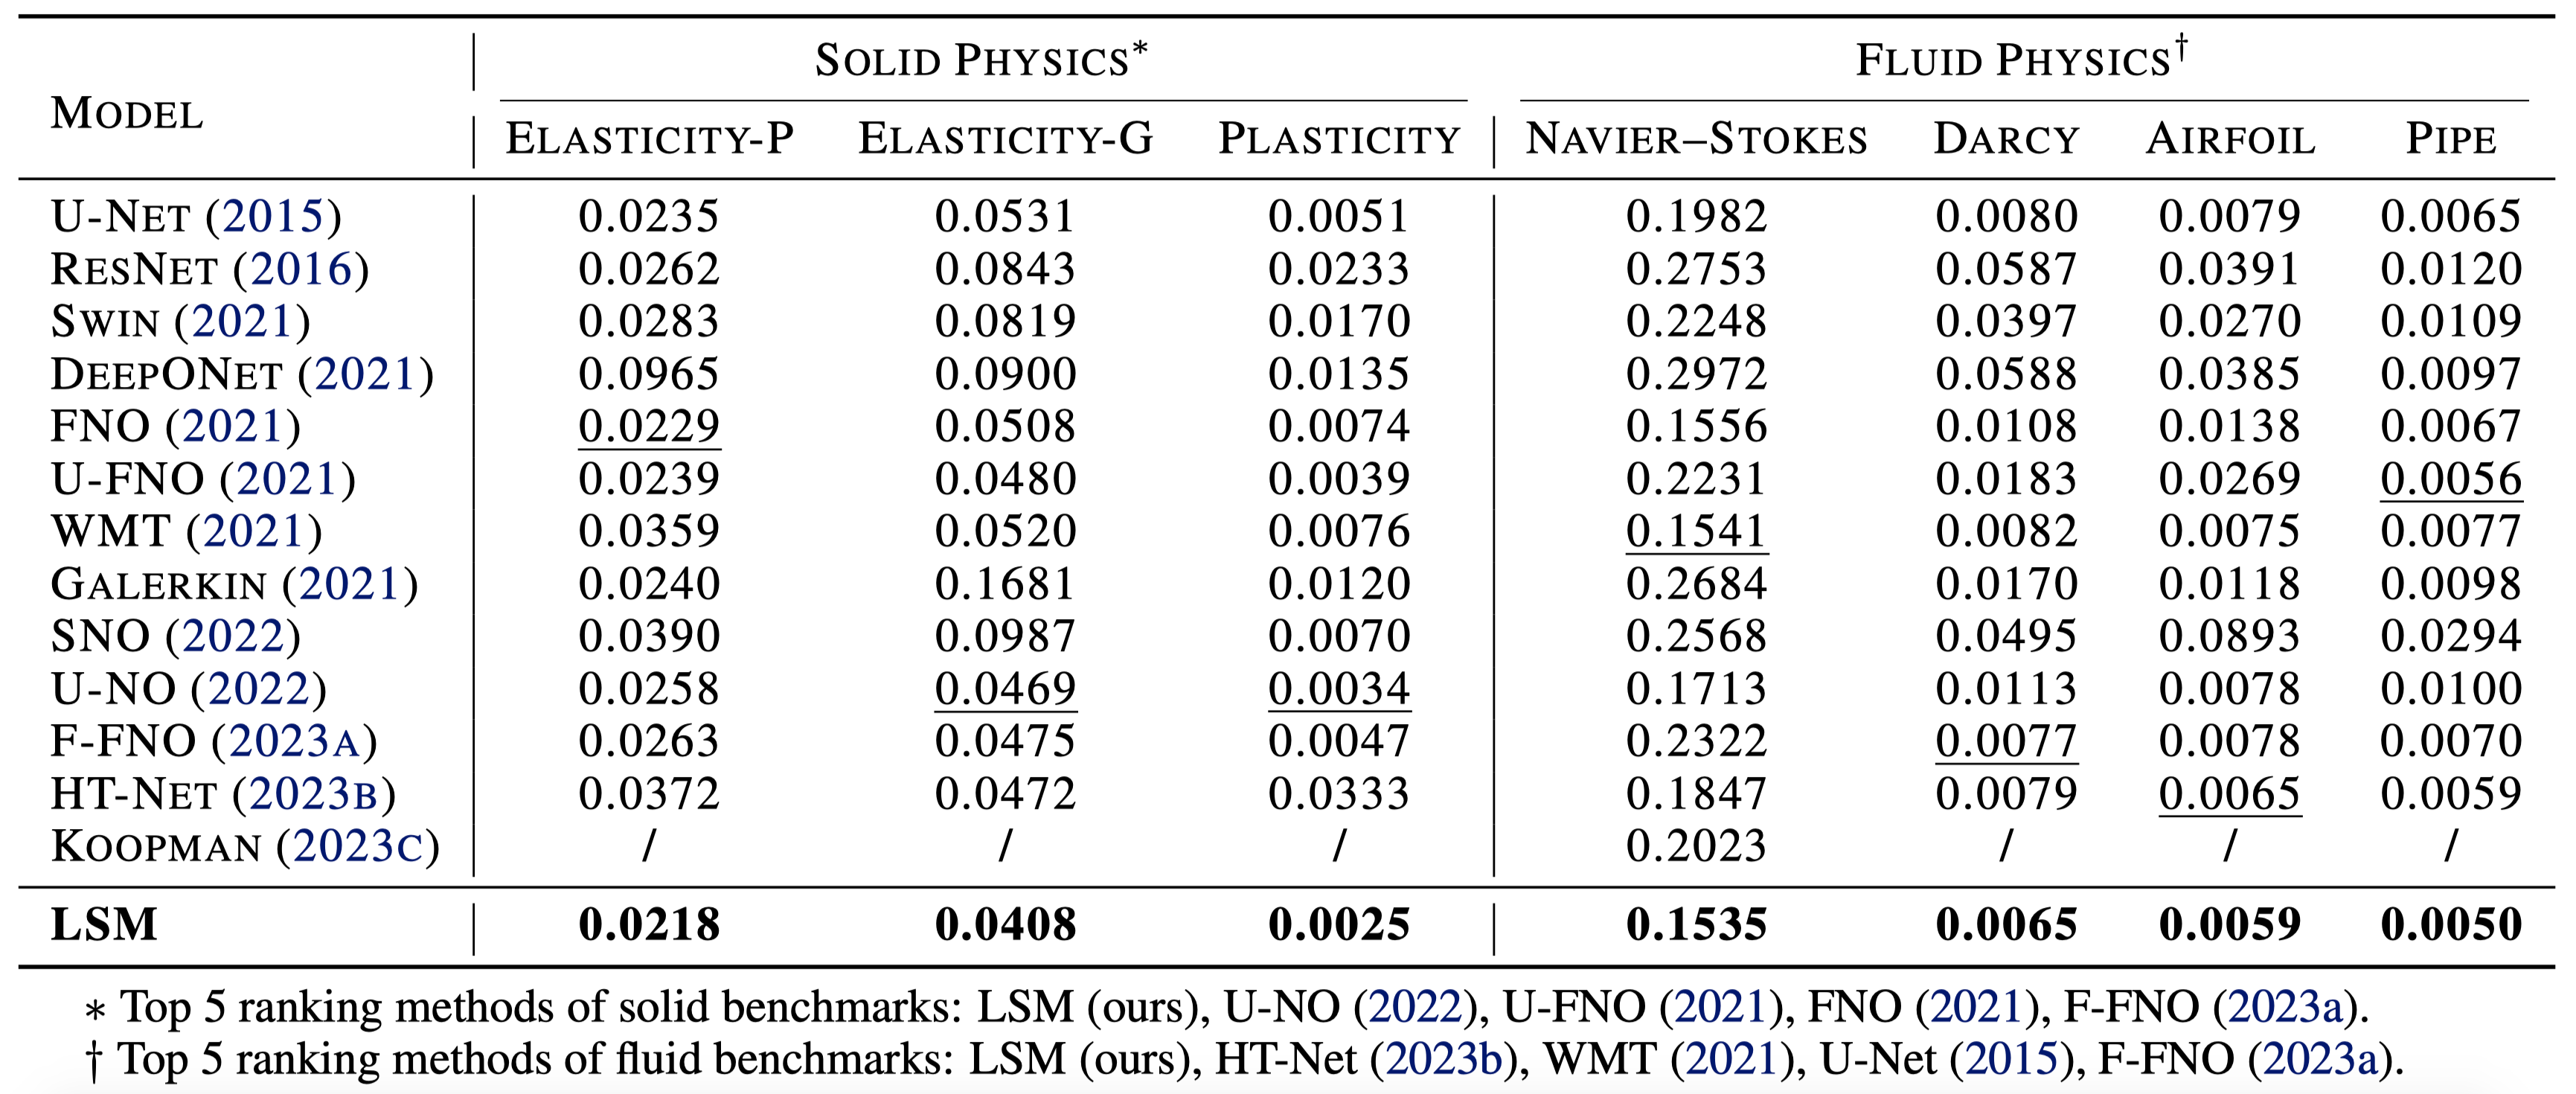 SOLID PHYSICS* FLUID PHYSICS†
MODEL
ELASTICITY-P ELASTICITY-G PLASTICITY NAVIER–STOKES DARCY AIRFOIL PIPE
U-NET (2015) 0.0235 0.0531 0.0051 0.1982 0.0080 0.0079 0.0065
RESNET (2016) 0.0262 0.0843 0.0233 0.2753 0.0587 0.0391 0.0120
SWIN (2021) 0.0283 0.0819 0.0170 0.2248 0.0397 0.0270 0.0109
DEEPONET (2021) 0.0965 0.0900 0.0135 0.2972 0.0588 0.0385 0.0097
FNO (2021) 0.0229 0.0508 0.0074 0.1556 0.0108 0.0138 0.0067
U-FNO (2021) 0.0239 0.0480 0.0039 0.2231 0.0183 0.0269 0.0056
WMT (2021) 0.0359 0.0520 0.0076 0.1541 0.0082 0.0075 0.0077
GALERKIN (2021) 0.0240 0.1681 0.0120 0.2684 0.0170 0.0118 0.0098
SNO (2022) 0.0390 0.0987 0.0070 0.2568 0.0495 0.0893 0.0294
U-NO (2022) 0.0258 0.0469 0.0034 0.1713 0.0113 0.0078 0.0100
F-FNO (2023A) 0.0263 0.0475 0.0047 0.2322 0.0077 0.0078 0.0070
HT-NET (2023B) 0.0372 0.0472 0.0333 0.1847 0.0079 0.0065 0.0059
KOOPMAN (2023C) / / / 0.2023 / / /
LSM 0.0218 0.0408 0.0025 0.1535 0.0065 0.0059 0.0050
* Top 5 ranking methods of solid benchmarks: LSM (ours), U-NO (2022), U-FNO (2021), FNO (2021), F-FNO (2023a).
† Top 5 ranking methods of fluid benchmarks: LSM (ours), HT-Net (2023b), WMT (2021), U-Net (2015), F-FNO (2023a).